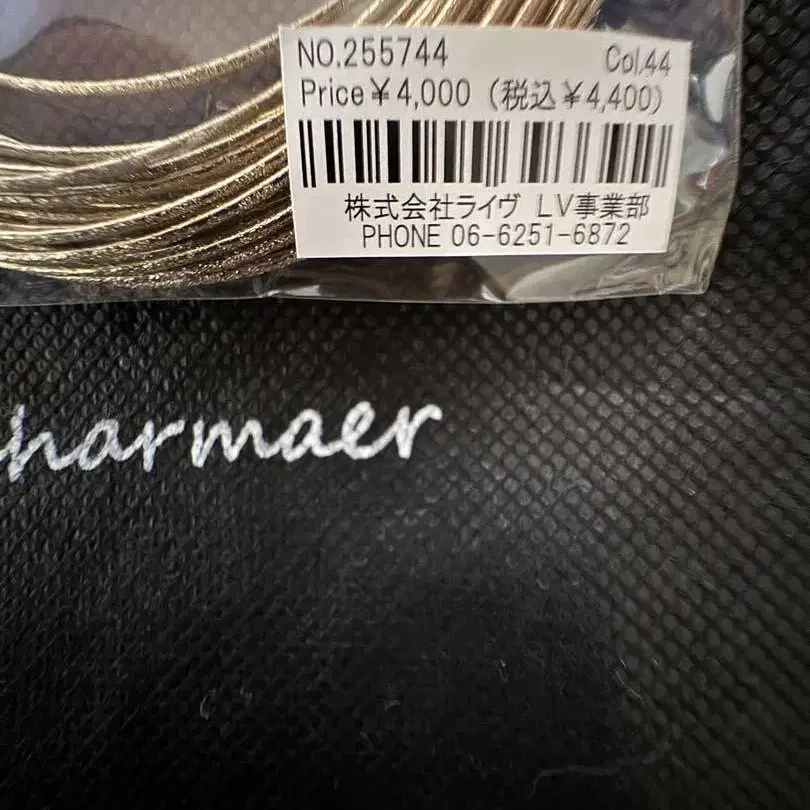 NO.255744 Col.44
Price￥4,000 (税込￥4,400)
株式会社ライヴ LV事業部
PHONE 06-6251-6872
harmaer